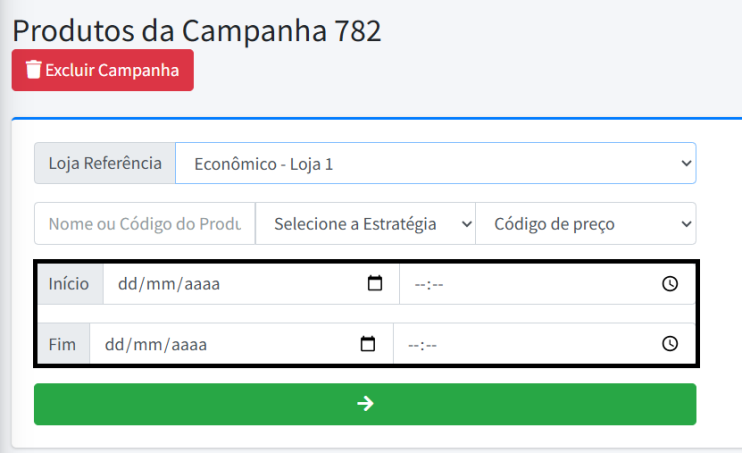 Produtos da Campanha 782
Excluir Campanha
Loja Referência Econômico - Loja 1
Nome ou Código do Produ Selecione a Estratégia Código de preço
Início dd/mm/aaaa --:--
Fim dd/mm/aaaa --:--